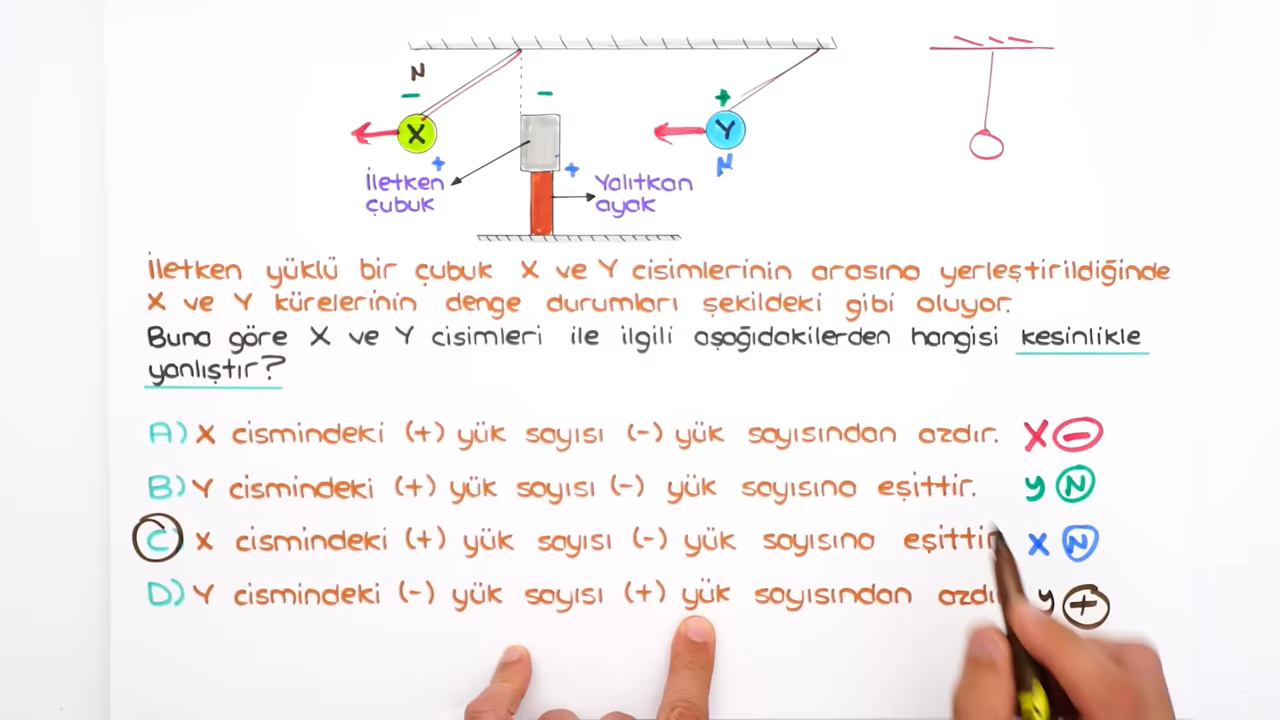 N
- - +
X Y
+ + N
İletken Yalıtkan
çubuk ayak
İletken yüklü bir çubuk X ve Y cisimlerinin arasına yerleştirildiğinde
X ve Y kürelerinin denge durumları şekildeki gibi oluyor.
Buna göre X ve Y cisimleri ile ilgili aşağıdakilerden hangisi kesinlikle
yanlıştır?
A) X cismindeki (+) yük sayısı (-) yük sayısından azdır. X -
B) Y cismindeki (+) yük sayısı (-) yük sayısına eşittir. y N
C) X cismindeki (+) yük sayısı (-) yük sayısına eşittir X N
D) Y cismindeki (-) yük sayısı (+) yük sayısından azdı y +